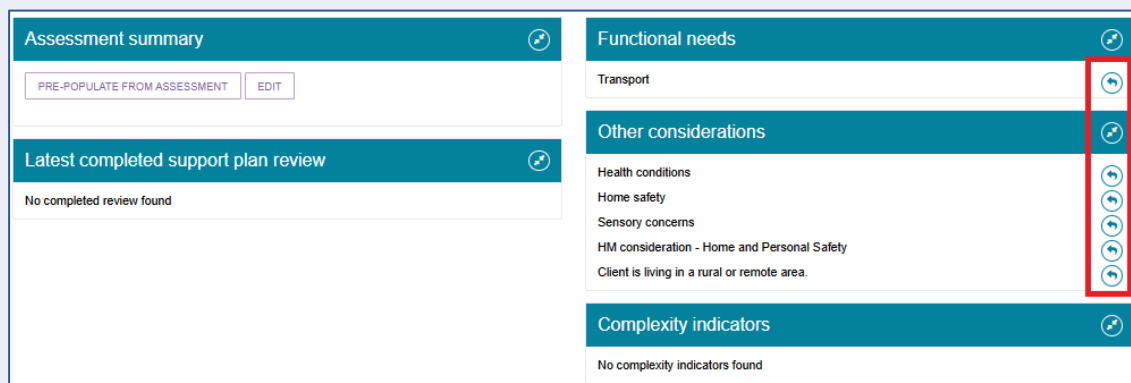 Assessment summary
PRE-POPULATE FROM ASSESSMENT EDIT
Latest completed support plan review
No completed review found
Functional needs
Transport
Other considerations
Health conditions
Home safety
Sensory concerns
HM consideration - Home and Personal Safety
Client is living in a rural or remote area.
Complexity indicators
No complexity indicators found